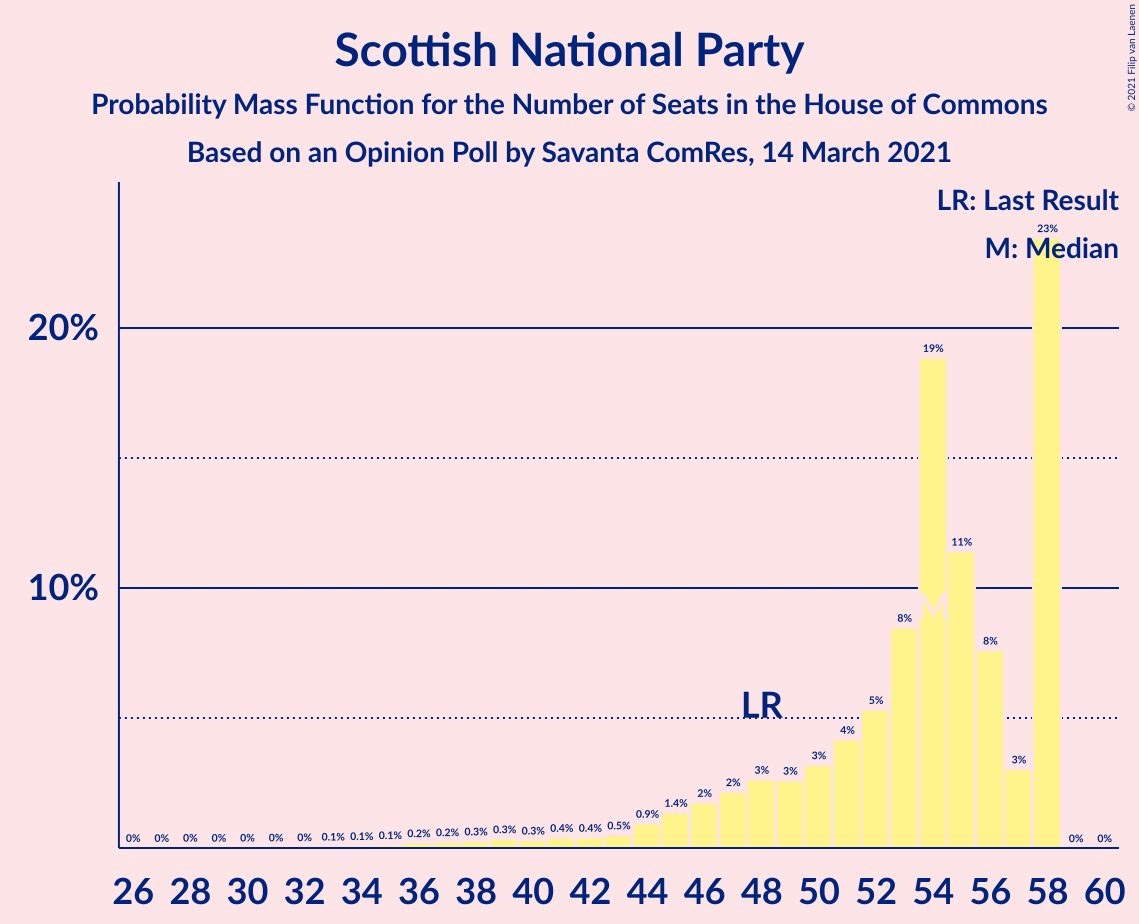 Scottish National Party
Probability Mass Function for the Number of Seats in the House of Commons
Based on an Opinion Poll by Savanta ComRes, 14 March 2021
© 2021 Filip van Laenen
LR: Last Result
M: Median
20%
10%
0% 0% 0% 0% 0% 0% 0% 0.1% 0.1% 0.1% 0.2% 0.2% 0.3% 0.3% 0.3% 0.4% 0.4% 0.5% 0.9% 1.4% 2% 2% 3% 3% 3% 4% 5% 8% 19% 11% 8% 3% 23% 0% 0%
LR
M
26 28 30 32 34 36 38 40 42 44 46 48 50 52 54 56 58 60